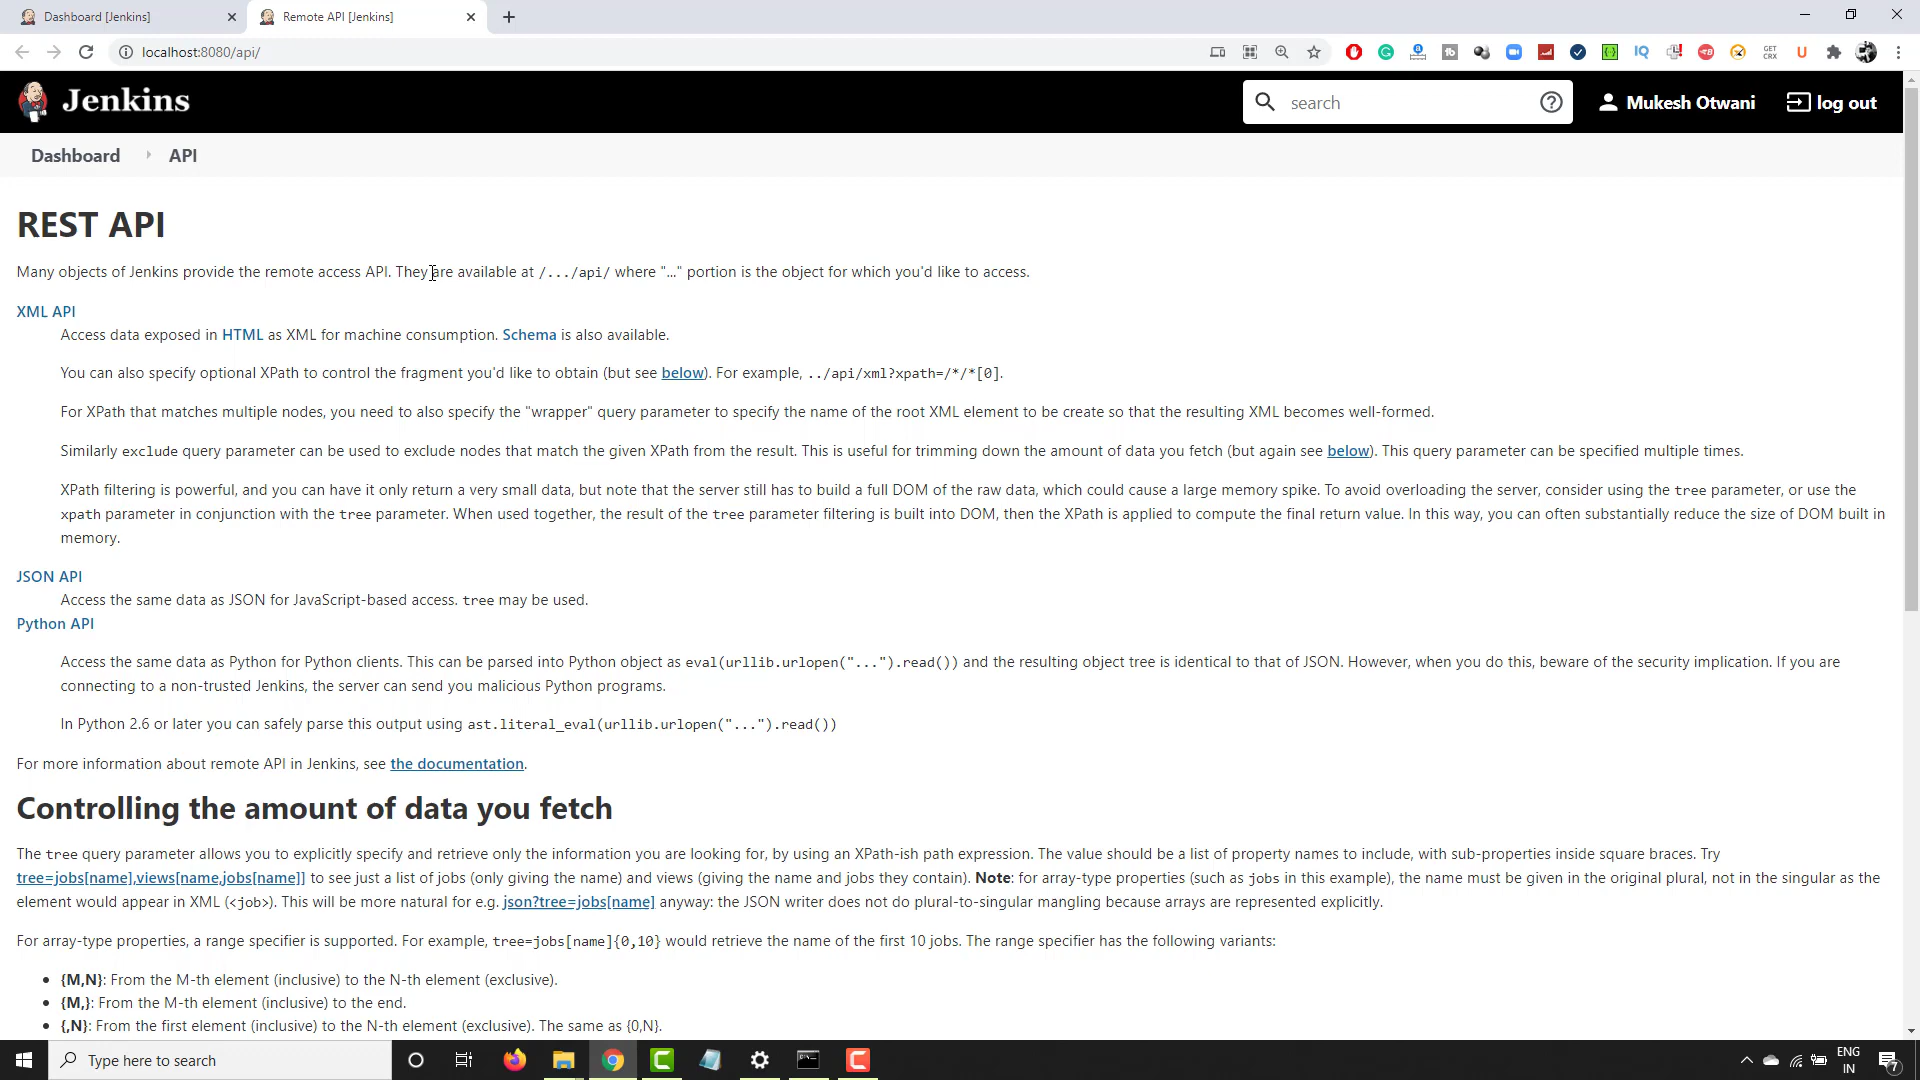 Dashboard [Jenkins]
Remote API [Jenkins]
localhost:8080/api/
Jenkins
search
Mukesh Otwani
log out
Dashboard
API
REST API
Many objects of Jenkins provide the remote access API. They are available at /.../api/ where "..." portion is the object for which you'd like to access.
XML API
Access data exposed in HTML as XML for machine consumption. Schema is also available.
You can also specify optional XPath to control the fragment you'd like to obtain (but see below). For example, ../api/xml?xpath=/*/*[0].
For XPath that matches multiple nodes, you need to also specify the "wrapper" query parameter to specify the name of the root XML element to be create so that the resulting XML becomes well-formed.
Similarly exclude query parameter can be used to exclude nodes that match the given XPath from the result. This is useful for trimming down the amount of data you fetch (but again see below). This query parameter can be specified multiple times.
XPath filtering is powerful, and you can have it only return a very small data, but note that the server still has to build a full DOM of the raw data, which could cause a large memory spike. To avoid overloading the server, consider using the tree parameter, or use the
xpath parameter in conjunction with the tree parameter. When used together, the result of the tree parameter filtering is built into DOM, then the XPath is applied to compute the final return value. In this way, you can often substantially reduce the size of DOM built in
memory.
JSON API
Access the same data as JSON for JavaScript-based access. tree may be used.
Python API
Access the same data as Python for Python clients. This can be parsed into Python object as eval(urllib.urlopen("...").read()) and the resulting object tree is identical to that of JSON. However, when you do this, beware of the security implication. If you are
connecting to a non-trusted Jenkins, the server can send you malicious Python programs.
In Python 2.6 or later you can safely parse this output using ast.literal_eval(urllib.urlopen("...").read())
For more information about remote API in Jenkins, see the documentation.
Controlling the amount of data you fetch
The tree query parameter allows you to explicitly specify and retrieve only the information you are looking for, by using an XPath-ish path expression. The value should be a list of property names to include, with sub-properties inside square braces. Try
tree=jobs[name],views[name,jobs[name]] to see just a list of jobs (only giving the name) and views (giving the name and jobs they contain). Note: for array-type properties (such as jobs in this example), the name must be given in the original plural, not in the singular as the
element would appear in XML (<job>). This will be more natural for e.g. json?tree=jobs[name] anyway: the JSON writer does not do plural-to-singular mangling because arrays are represented explicitly.
For array-type properties, a range specifier is supported. For example, tree=jobs[name]{0,10} would retrieve the name of the first 10 jobs. The range specifier has the following variants:
• {M,N}: From the M-th element (inclusive) to the N-th element (exclusive).
• {M,}: From the M-th element (inclusive) to the end.
• {,N}: From the first element (inclusive) to the N-th element (exclusive). The same as {0,N}.
Type here to search
ENG
IN
7